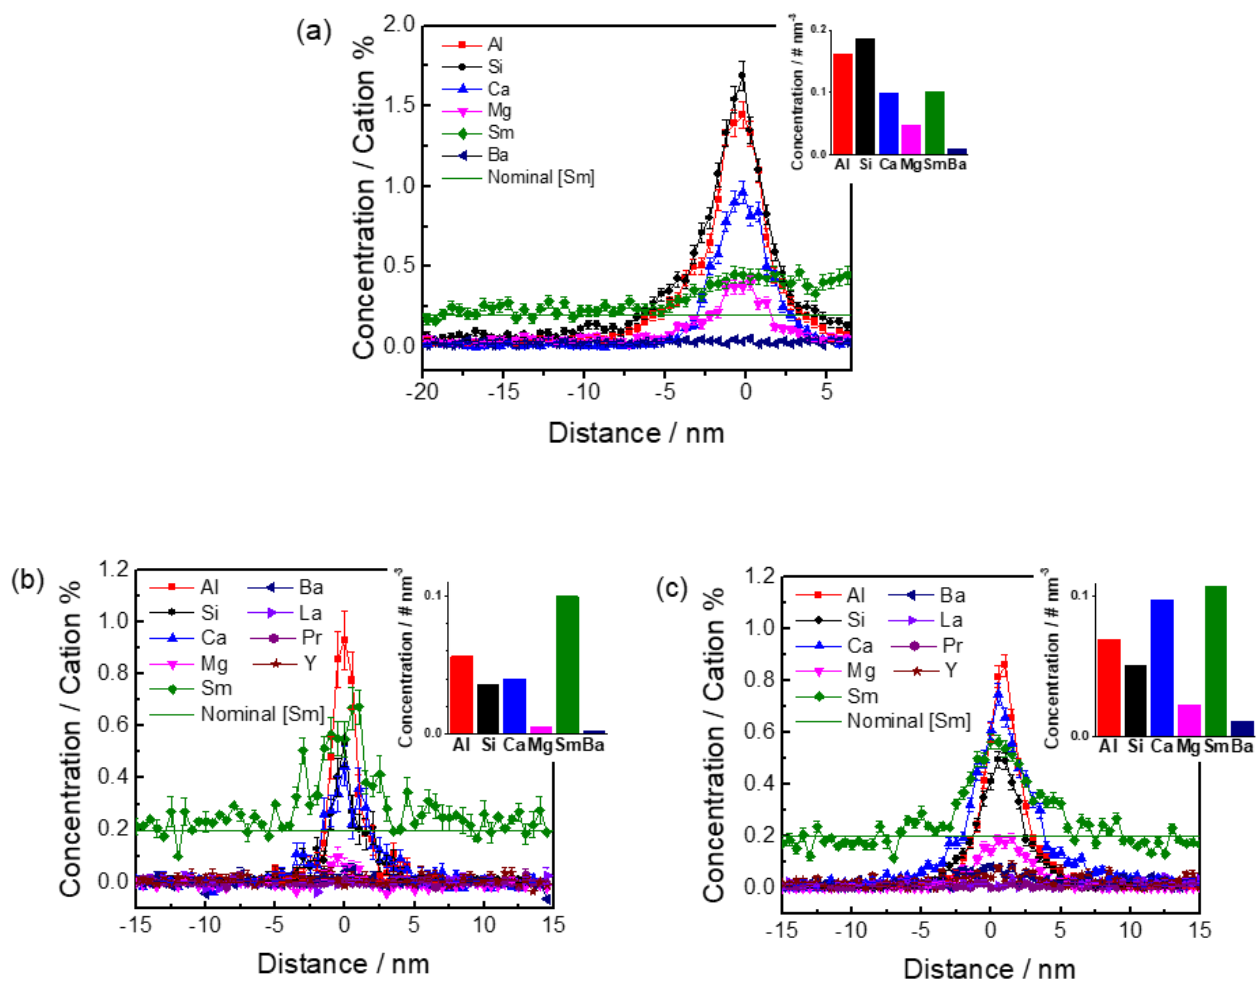 (a)
2.0
1.5
1.0
0.5
0.0
Concentration / Cation %
Al
Si
Ca
Mg
Sm
Ba
Nominal [Sm]
-20 -15 -10 -5 0 5
Distance / nm
Concentration / # nm-3
0.2
0.1
0.0
Al Si Ca Mg Sm Ba
(b)
1.2
1.0
0.8
0.6
0.4
0.2
0.0
Concentration / Cation %
Al Ba
Si La
Ca Pr
Mg Y
Sm
Nominal [Sm]
-15 -10 -5 0 5 10 15
Distance / nm
Concentration / # nm-3
0.1
0.0
Al Si Ca Mg Sm Ba
(c)
1.2
1.0
0.8
0.6
0.4
0.2
0.0
Concentration / Cation %
Al Ba
Si La
Ca Pr
Mg Y
Sm
Nominal [Sm]
-15 -10 -5 0 5 10 15
Distance / nm
Concentration / # nm-3
0.1
0.0
Al Si Ca Mg Sm Ba